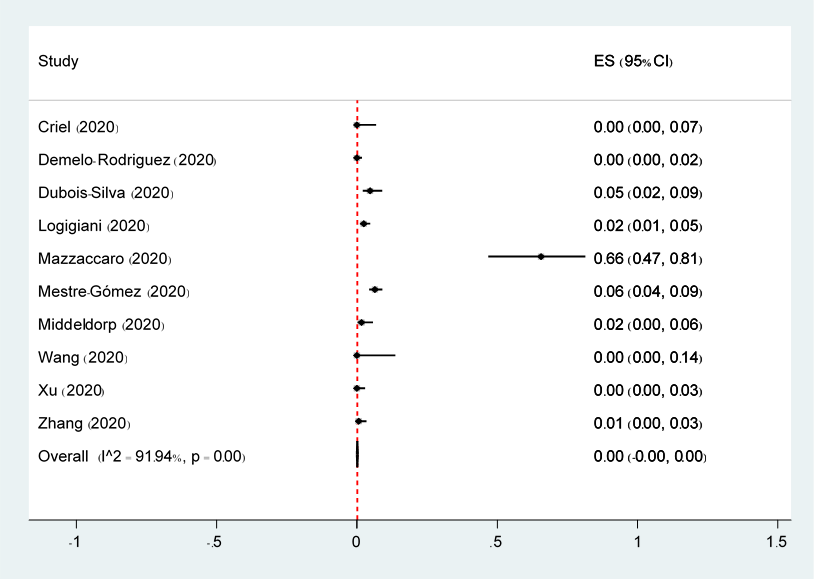 Study ES (95% CI)
Criel (2020) 0.00 (0.00, 0.07)
Demelo-Rodriguez (2020) 0.00 (0.00, 0.02)
Dubois-Silva (2020) 0.05 (0.02, 0.09)
Logigiani (2020) 0.02 (0.01, 0.05)
Mazzaccaro (2020) 0.66 (0.47, 0.81)
Mestre-Gómez (2020) 0.06 (0.04, 0.09)
Middeldorp (2020) 0.02 (0.00, 0.06)
Wang (2020) 0.00 (0.00, 0.14)
Xu (2020) 0.00 (0.00, 0.03)
Zhang (2020) 0.01 (0.00, 0.03)
Overall (I^2 = 91.94%, p = 0.00) 0.00 (-0.00, 0.00)
-1 -.5 0 .5 1 1.5